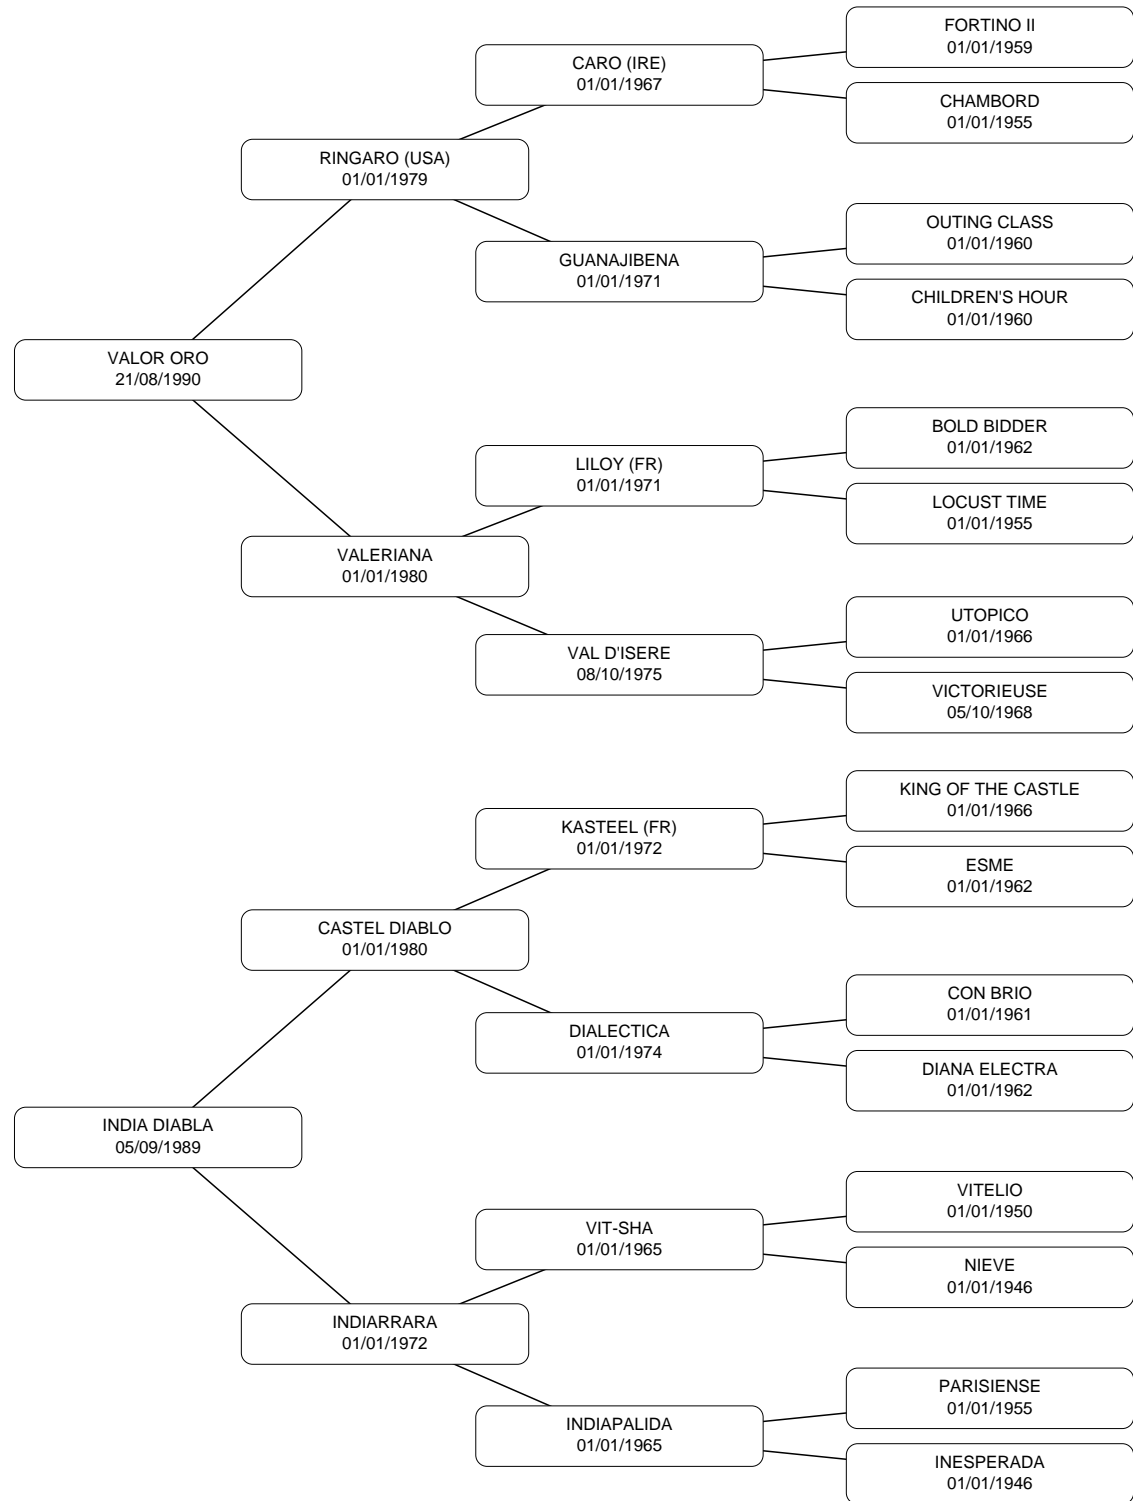 FORTINO II
01/01/1959
CARO (IRE)
01/01/1967
CHAMBORD
01/01/1955
RINGARO (USA)
01/01/1979
OUTING CLASS
01/01/1960
GUANAJIBENA
01/01/1971
CHILDREN'S HOUR
01/01/1960
VALOR ORO
21/08/1990
BOLD BIDDER
01/01/1962
LILOY (FR)
01/01/1971
LOCUST TIME
01/01/1955
VALERIANA
01/01/1980
UTOPICO
01/01/1966
VAL D'ISERE
08/10/1975
VICTORIEUSE
05/10/1968
KING OF THE CASTLE
01/01/1966
KASTEEL (FR)
01/01/1972
ESME
01/01/1962
CASTEL DIABLO
01/01/1980
CON BRIO
01/01/1961
DIALECTICA
01/01/1974
DIANA ELECTRA
01/01/1962
INDIA DIABLA
05/09/1989
VITELIO
01/01/1950
VIT-SHA
01/01/1965
NIEVE
01/01/1946
INDIARRARA
01/01/1972
PARISIENSE
01/01/1955
INDIAPALIDA
01/01/1965
INESPERADA
01/01/1946